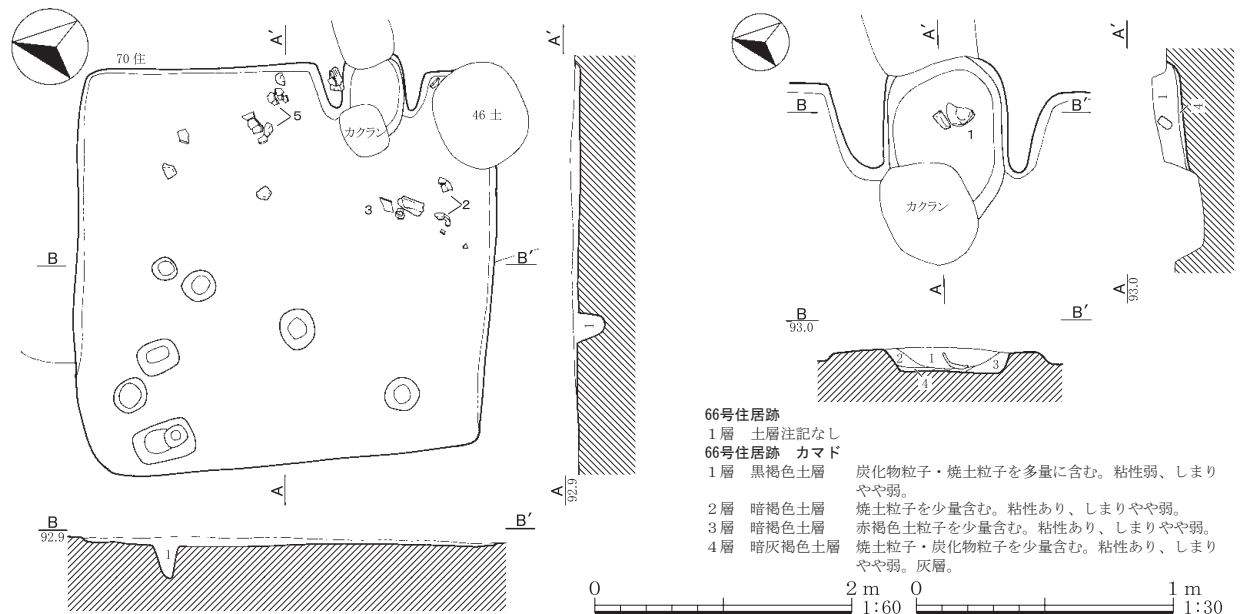 A A′
A′
70 住
5
カクラン
46 土
2
3
B B′
1
A A
92.9
B B′
92.9
1
A′
A′
B B′
1
カクラン
1
4
A A
93.0
B B′
93.0
2 1 3
4
66号住居跡
1層 土層注記なし
66号住居跡 カマド
1層 黒褐色土層 炭化物粒子・焼土粒子を多量に含む。粘性弱、しまり
やや弱。
2層 暗褐色土層 焼土粒子を少量含む。粘性あり、しまりやや弱。
3層 暗褐色土層 赤褐色土粒子を少量含む。粘性あり、しまりやや弱。
4層 暗灰褐色土層 焼土粒子・炭化物粒子を少量含む。粘性あり、しまり
やや弱。灰層。
0 2 m
1:60
0 1 m
1:30